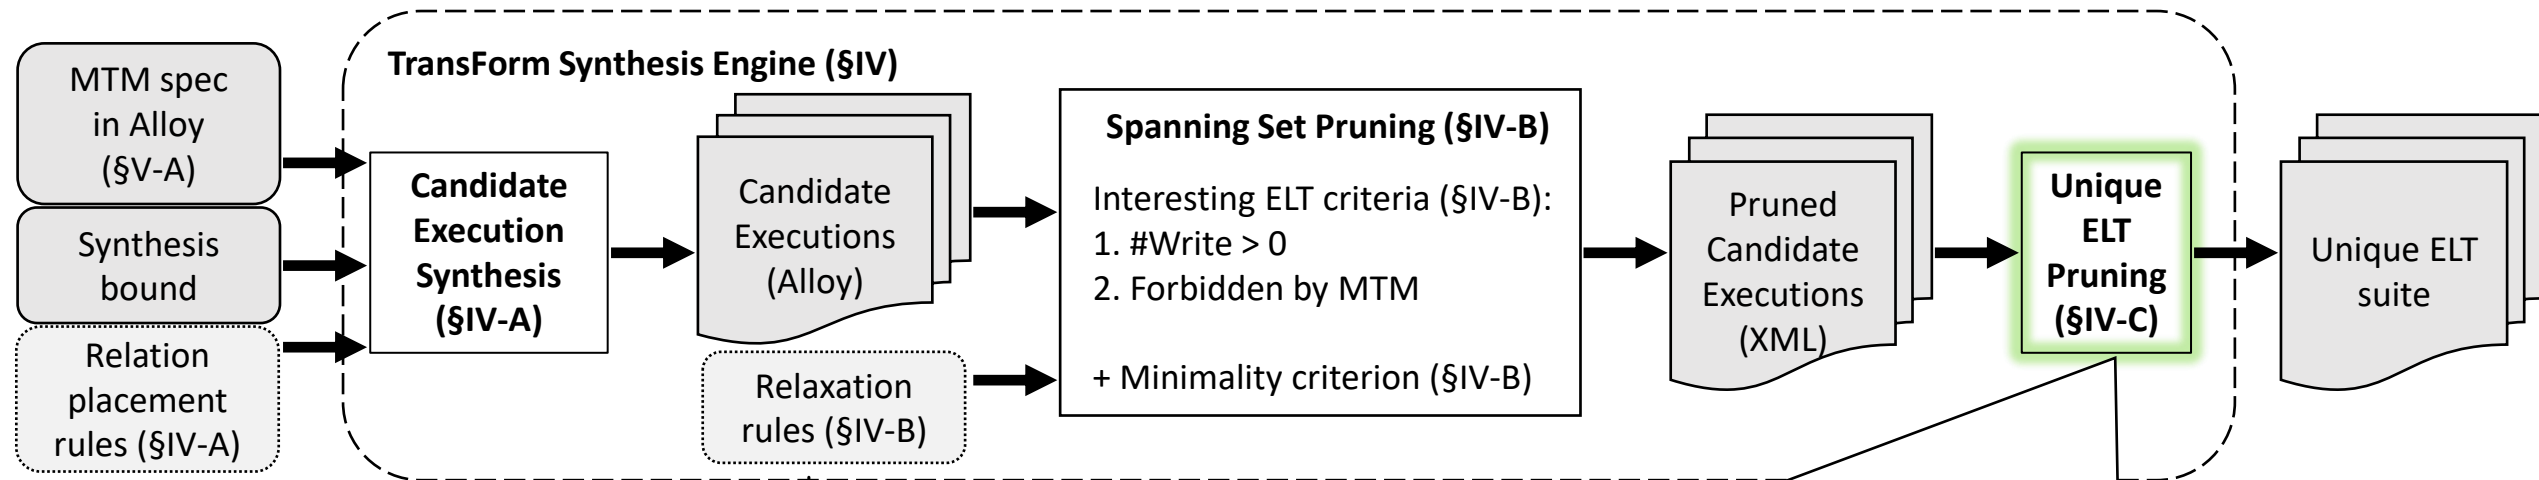 MTM spec
in Alloy
(§V-A)
Synthesis
bound
Relation
placement
rules (§IV-A)
TransForm Synthesis Engine (§IV)
Candidate
Execution
Synthesis
(§IV-A)
Candidate
Executions
(Alloy)
Relaxation
rules (§IV-B)
Spanning Set Pruning (§IV-B)
Interesting ELT criteria (§IV-B):
1. #Write > 0
2. Forbidden by MTM
+ Minimality criterion (§IV-B)
Pruned
Candidate
Executions
(XML)
Unique
ELT
Pruning
(§IV-C)
Unique ELT
suite